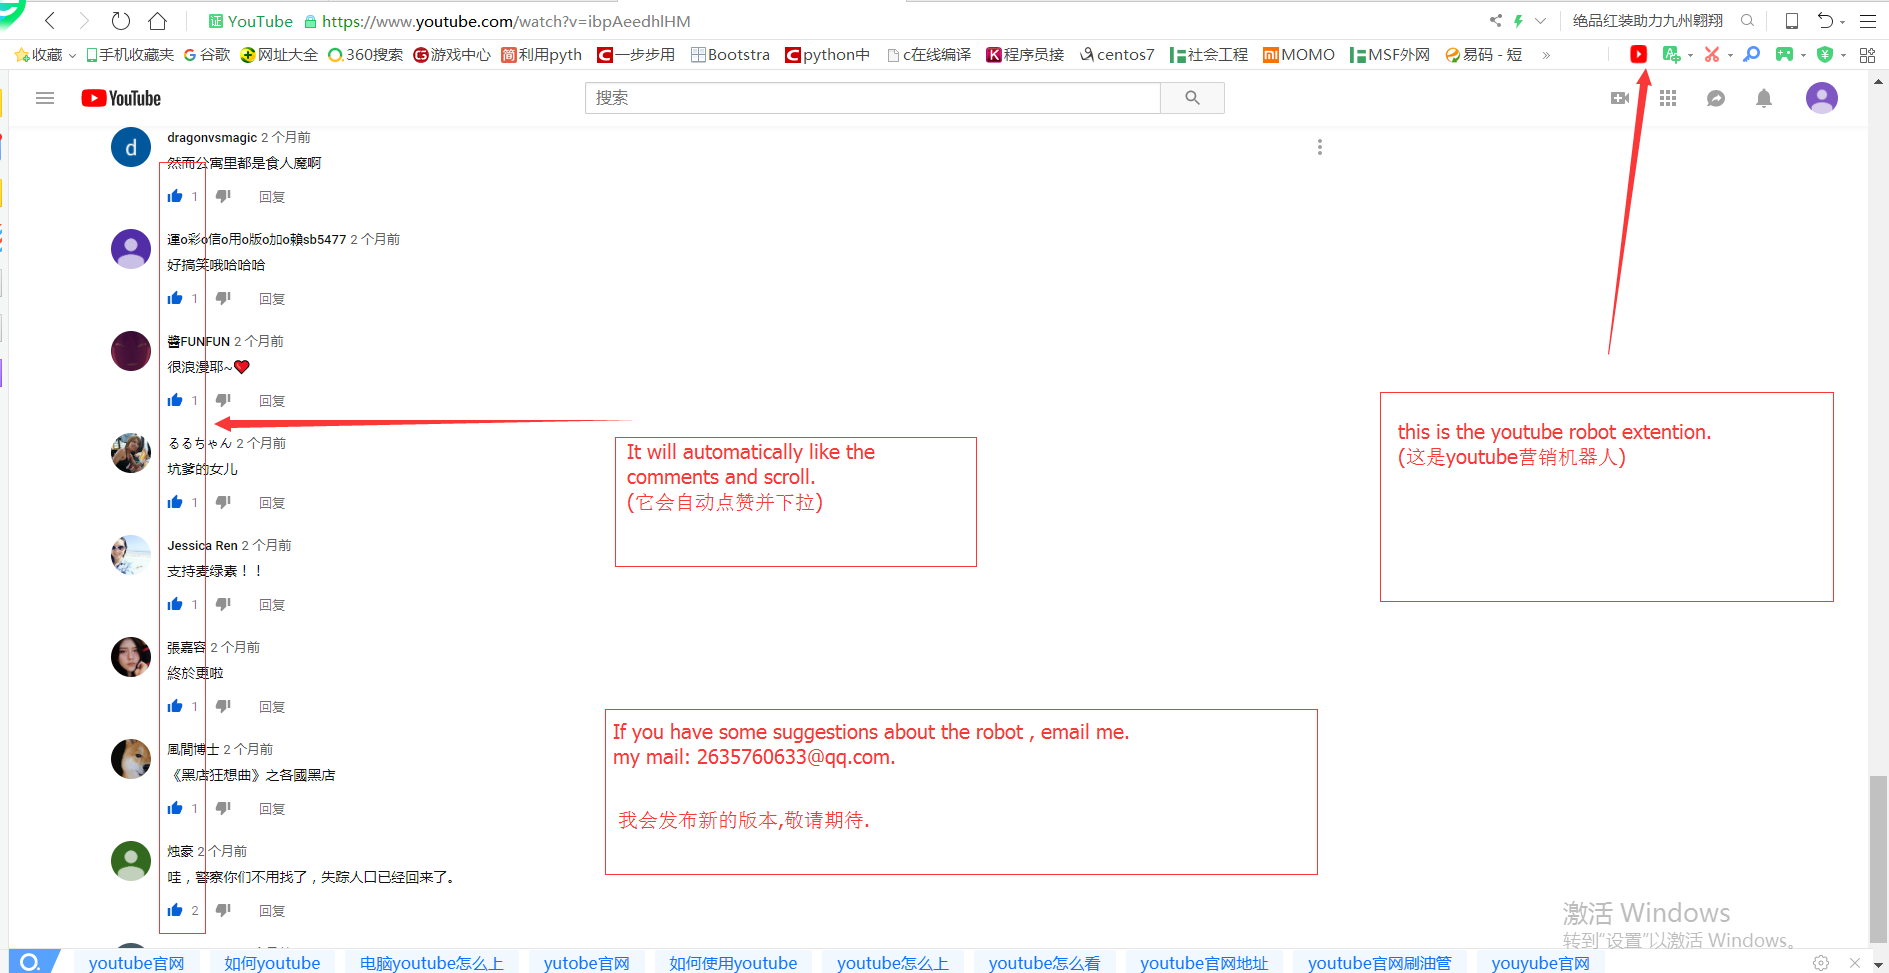 证 YouTube https://www.youtube.com/watch?v=ibpAeedhlHM 绝品红装助力九州翱翔
收藏 手机收藏夹 谷歌 网址大全 360搜索 游戏中心 利用pyth 一步步用 Bootstra python中 c在线编译 程序员接 centos7 社会工程 MOMO MSF外网 易码 - 短 »
YouTube 搜索
d dragonvsmagic 2 个月前
然而公寓里都是食人魔啊
1 回复
運o彩o信o用o版o加o賴sb5477 2 个月前
好搞笑哦哈哈哈
1 回复
醬FUNFUN 2 个月前
很浪漫耶~❤
1 回复
るるちゃん 2 个月前
坑爹的女儿
1 回复
Jessica Ren 2 个月前
支持麦绿素！！
1 回复
張嘉容 2 个月前
終於更啦
1 回复
風間博士 2 个月前
《黑店狂想曲》之各國黑店
1 回复
烛豪 2 个月前
哇，警察你们不用找了，失踪人口已经回来了。
2 回复
It will automatically like the
comments and scroll.
(它会自动点赞并下拉)
this is the youtube robot extention.
(这是youtube营销机器人)
If you have some suggestions about the robot , email me.
my mail: 2635760633@qq.com.
我会发布新的版本,敬请期待.
激活 Windows
转到"设置"以激活 Windows。
youtube官网 如何youtube 电脑youtube怎么上 yutobe官网 如何使用youtube youtube怎么上 youtube怎么看 youtube官网地址 youtube官网刷油管 youyube官网